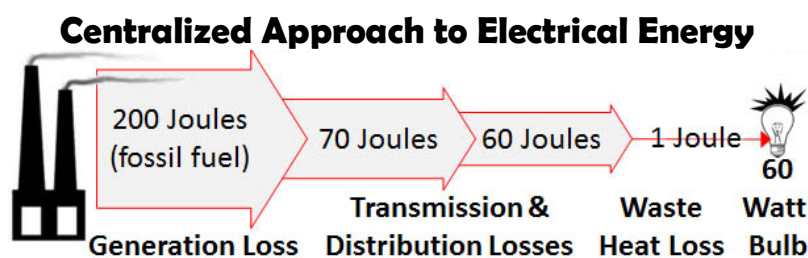 Centralized Approach to Electrical Energy
200 Joules
(fossil fuel)
70 Joules
60 Joules
1 Joule
60
Watt
Bulb
Generation Loss
Transmission &
Distribution Losses
Waste
Heat Loss